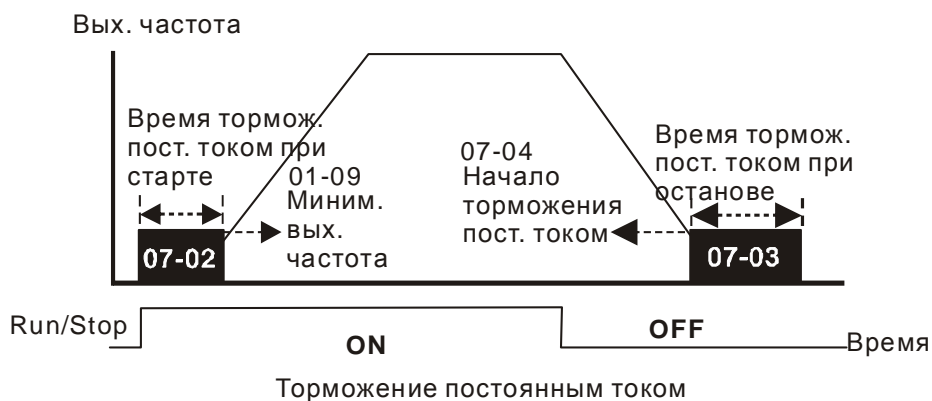 Вых. частота
Время тормож.
пост. током при
старте
01-09
Миним.
вых.
частота
07-04
Начало
торможения
пост. током
Время тормож.
пост. током при
останове
07-02
07-03
Run/Stop
ON
OFF
Время
Торможение постоянным током